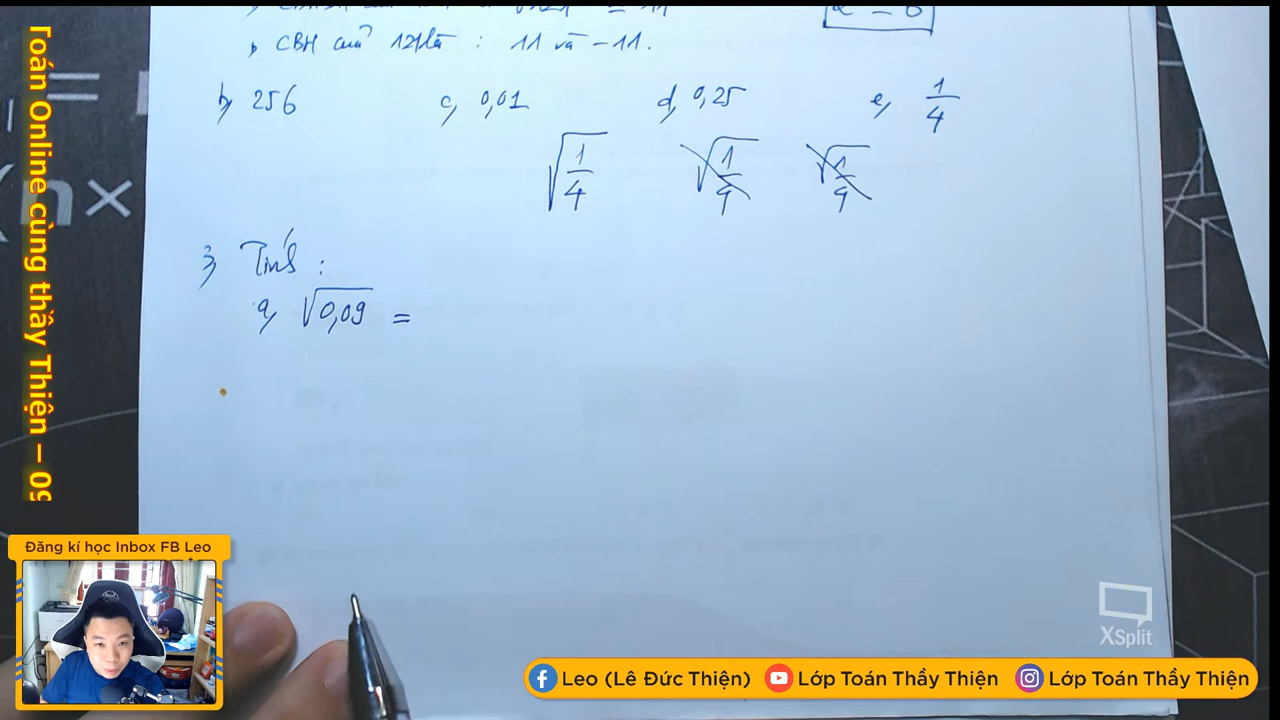 CBH của 121 là : 11 và -11.
b, 256 c, 0,01 d, 0,25 e, 1/4
√(1/4) √(1/9) √(1/9)
3, Tính :
a, √0,09 =
Toán Online cùng thầy Thiện – 09
Đăng kí học Inbox FB Leo
XSplit
Leo (Lê Đức Thiện) Lớp Toán Thầy Thiện Lớp Toán Thầy Thiện